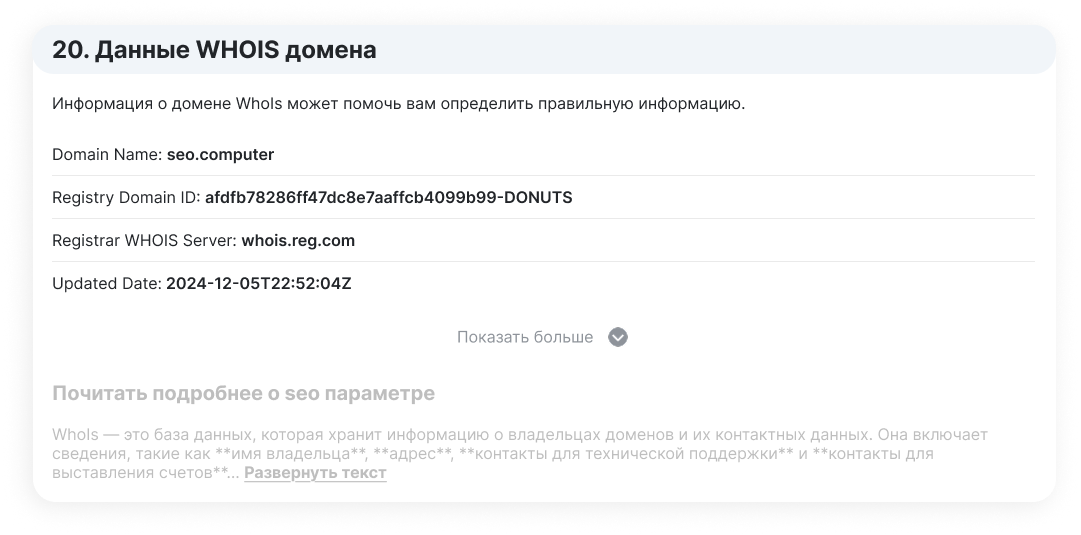 20. Данные WHOIS домена
Информация о домене WhoIs может помочь вам определить правильную информацию.
Domain Name: seo.computer
Registry Domain ID: afdfb78286ff47dc8e7aaffcb4099b99-DONUTS
Registrar WHOIS Server: whois.reg.com
Updated Date: 2024-12-05T22:52:04Z
Показать больше
Почитать подробнее о seo параметре
WhoIs — это база данных, которая хранит информацию о владельцах доменов и их контактных данных. Она включает
сведения, такие как **имя владельца**, **адрес**, **контакты для технической поддержки** и **контакты для
выставления счетов**... Развернуть текст